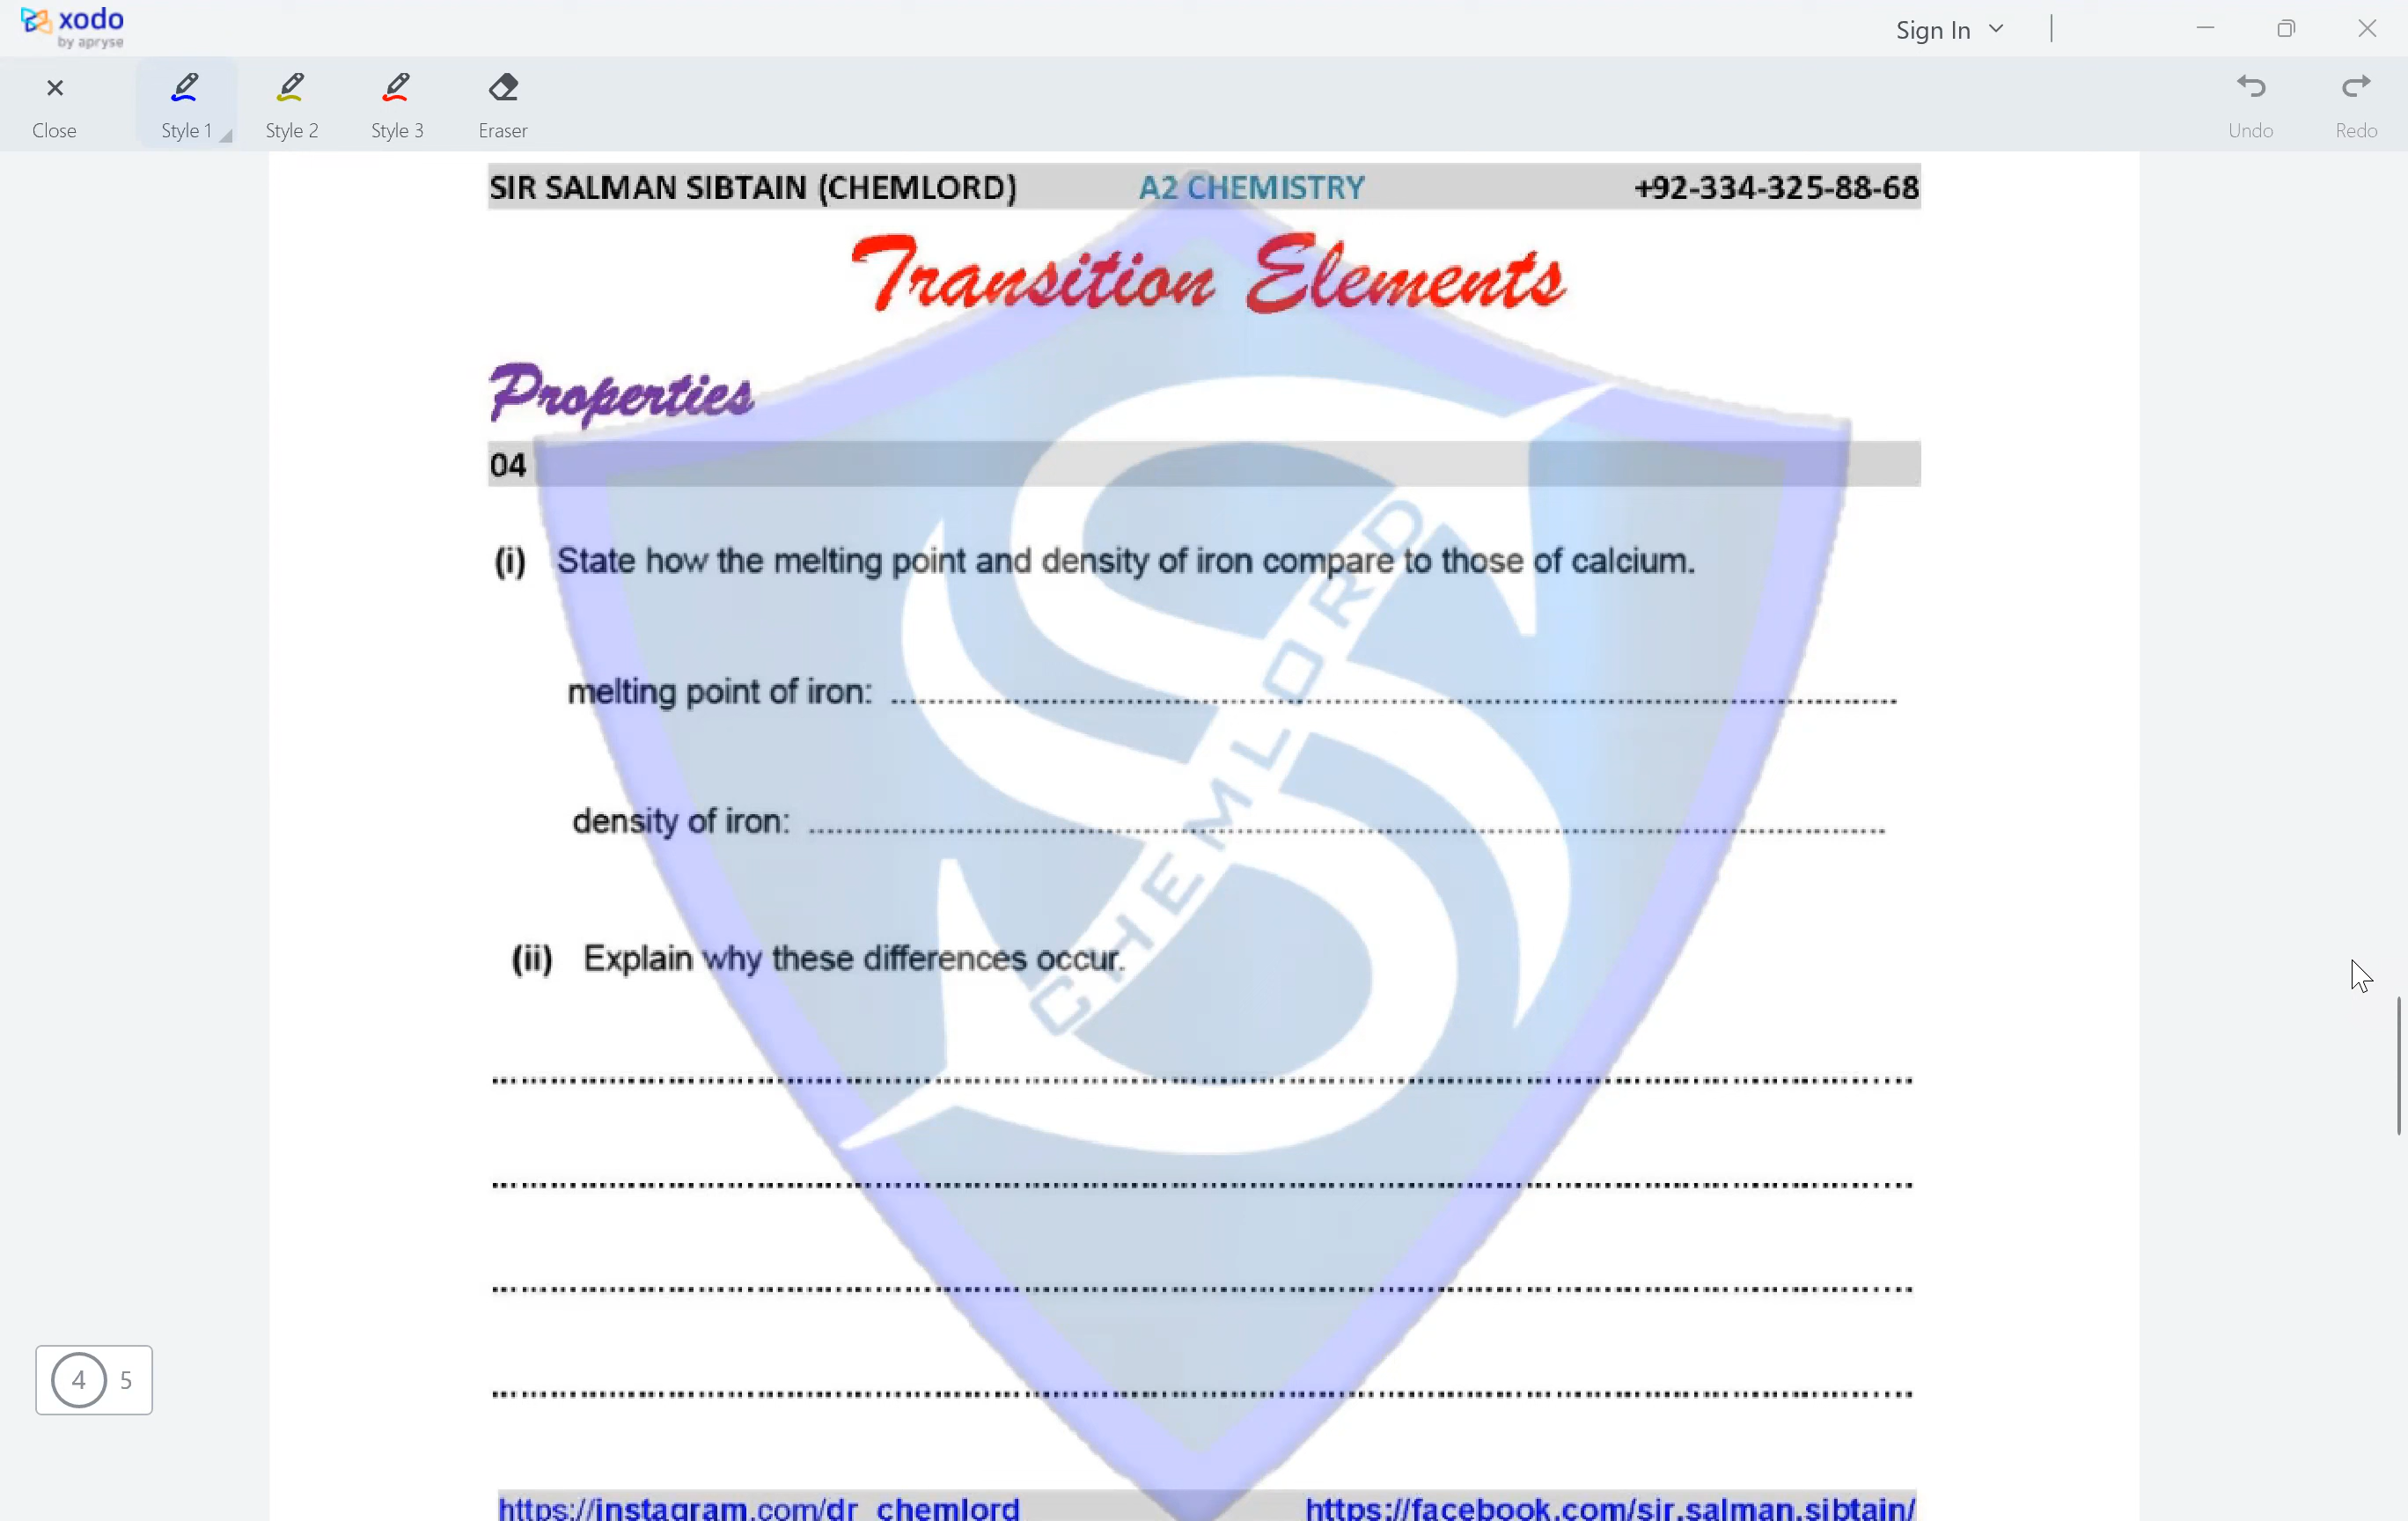 xodo
by apryse
Sign In
Close
Style 1
Style 2
Style 3
Eraser
Undo
Redo
SIR SALMAN SIBTAIN (CHEMLORD) A2 CHEMISTRY +92-334-325-88-68
Transition Elements
Properties
04
(i) State how the melting point and density of iron compare to those of calcium.
melting point of iron: ................................................................
density of iron: ................................................................
(ii) Explain why these differences occur.
................................................................
................................................................
................................................................
................................................................
CHEMLORD
4 5
https://instagram.com/dr_chemlord https://facebook.com/sir.salman.sibtain/